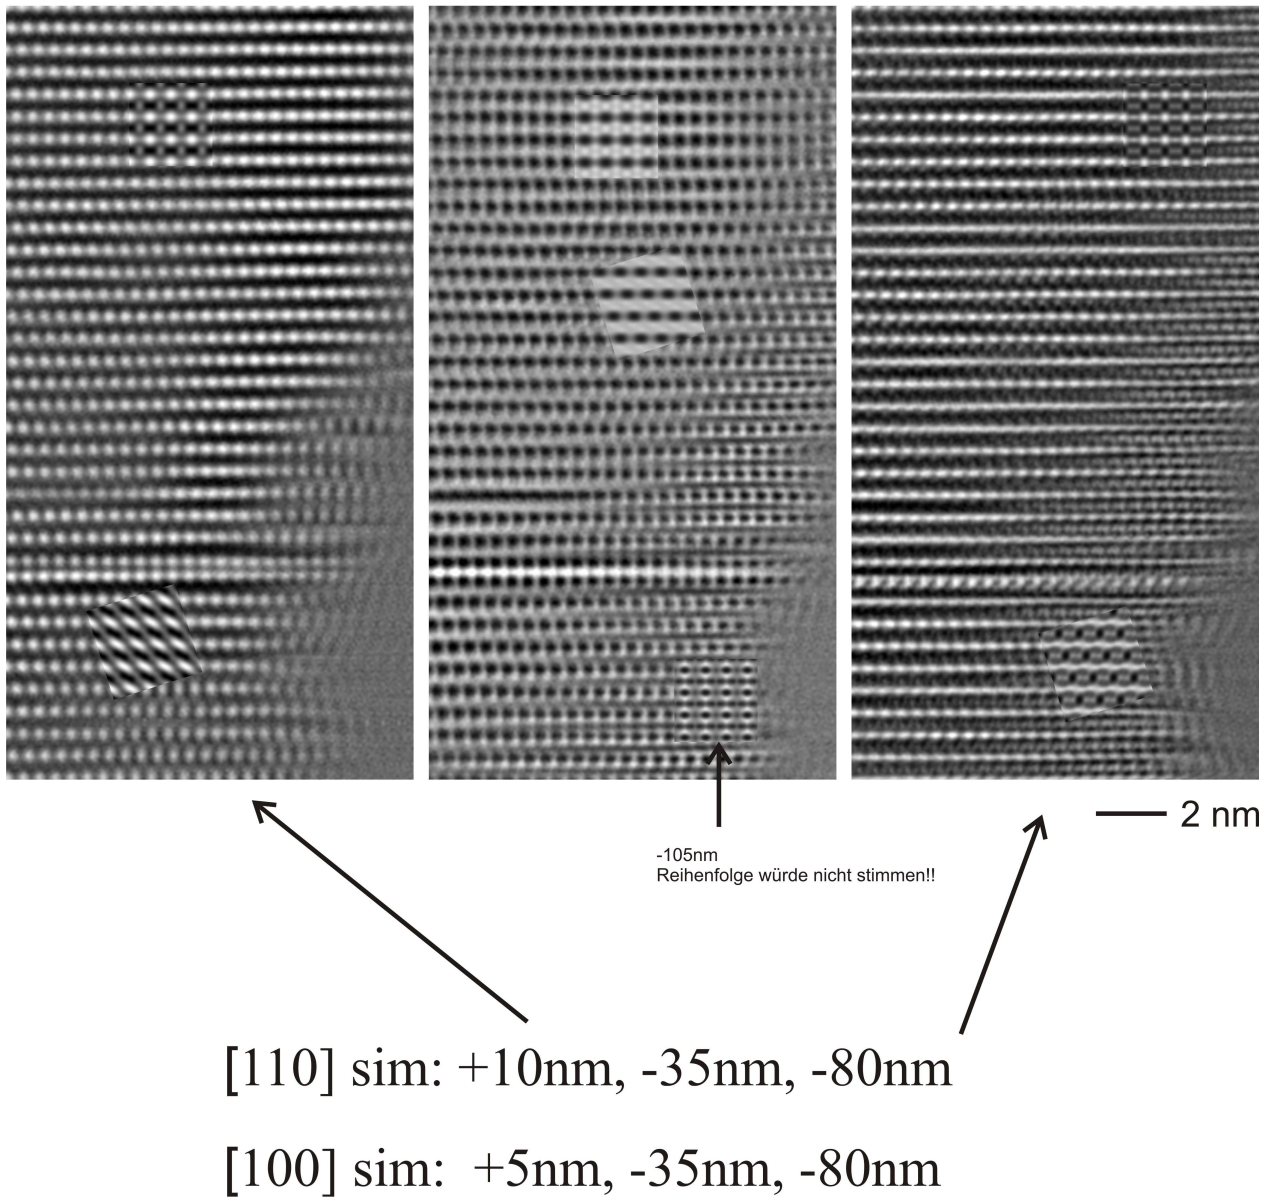 2 nm
-105nm
Reihenfolge würde nicht stimmen!!
[110] sim: +10nm, -35nm, -80nm
[100] sim: +5nm, -35nm, -80nm